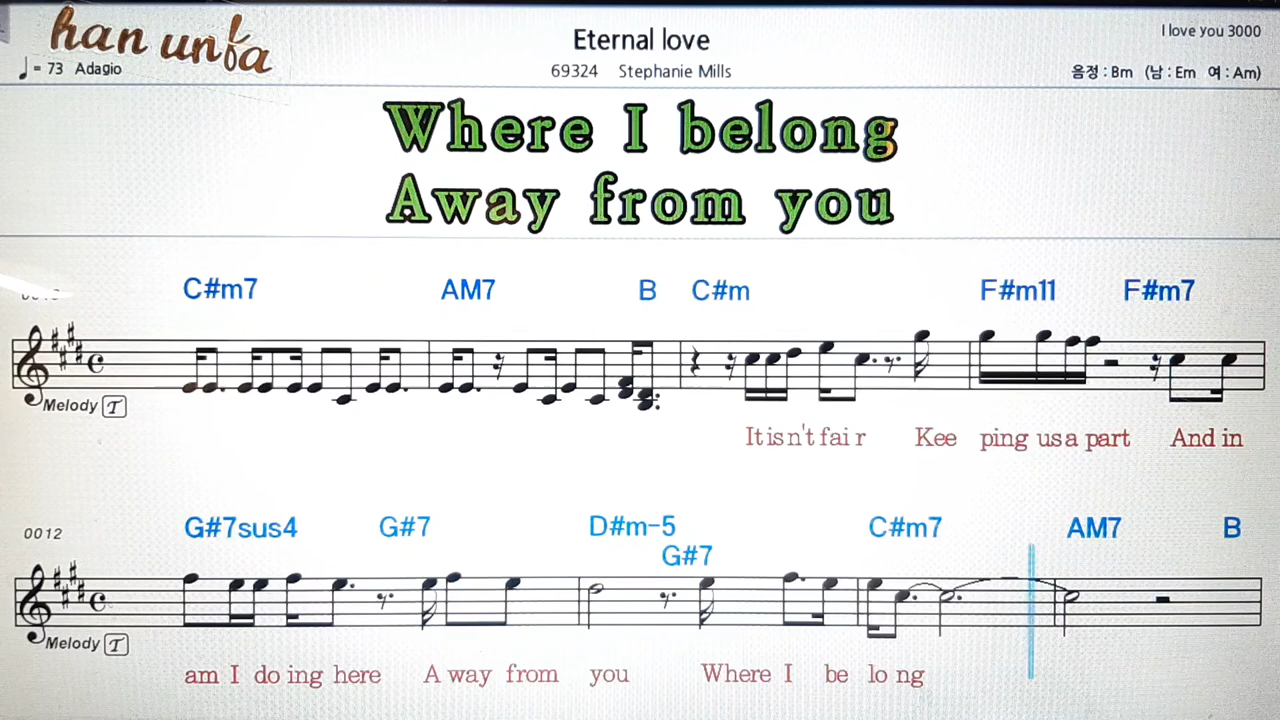 han unfa
Eternal love
I love you 3000
= 73 Adagio
69324 Stephanie Mills
음정 : Bm (남 : Em 여 : Am)
Where I belong
Away from you
C#m7 AM7 B C#m F#m11 F#m7
Melody T
It is n't fai r Kee ping us a part And in
0012
G#7sus4 G#7 D#m-5 G#7 C#m7 AM7 B
Melody T
am I do ing here A way from you Where I be lo ng